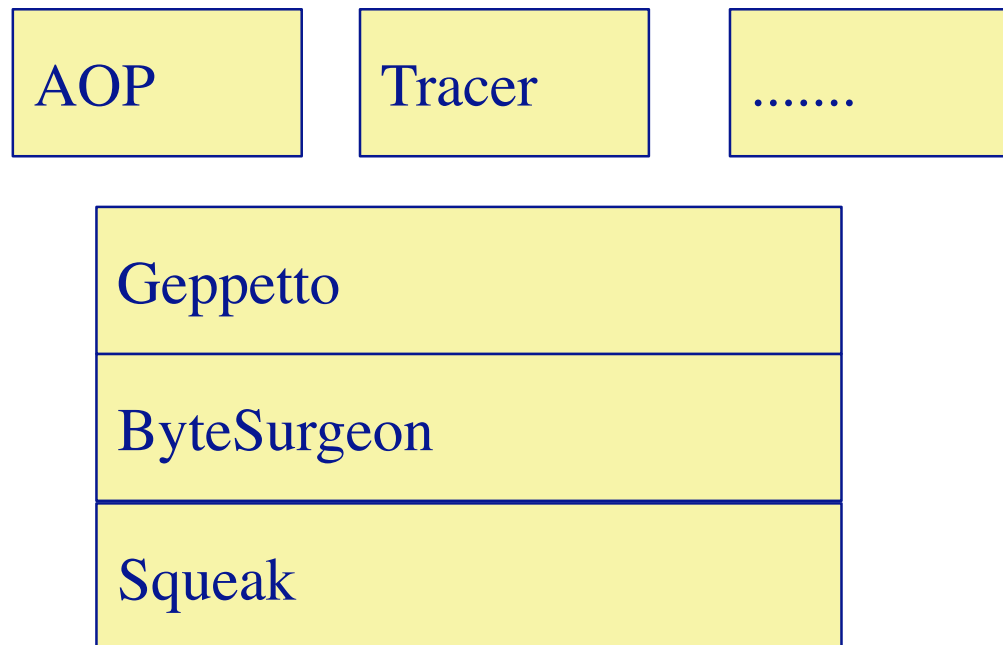 AOP
Tracer
.......
Geppetto
ByteSurgeon
Squeak